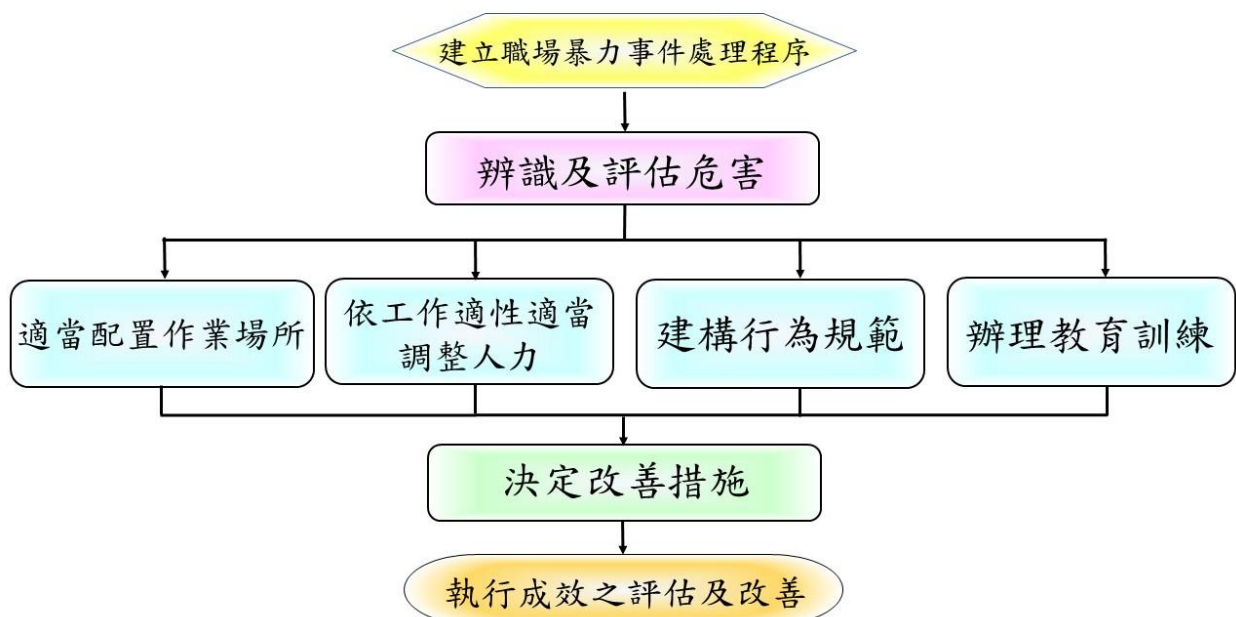 建立職場暴力事件處理程序
辨識及評估危害
適當配置作業場所
依工作適性適當
調整人力
建構行為規範
辦理教育訓練
決定改善措施
執行成效之評估及改善